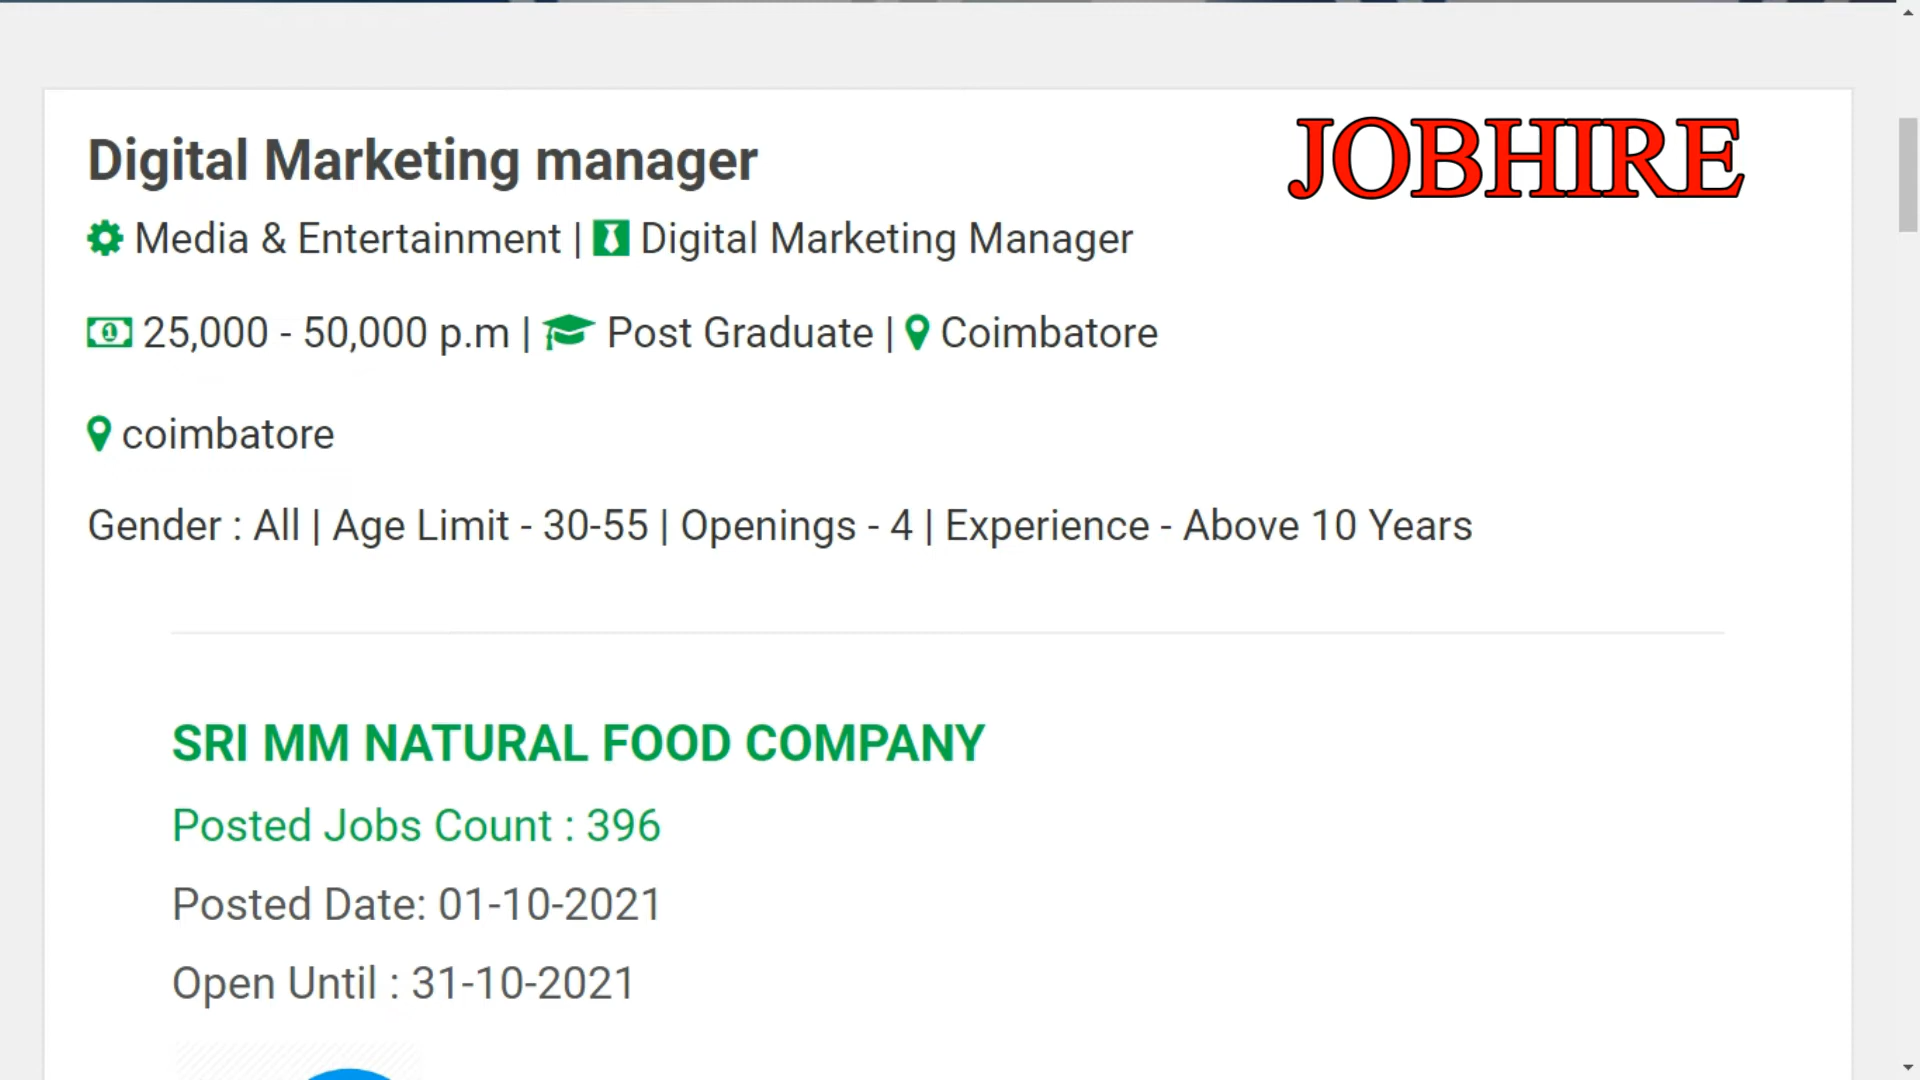 Digital Marketing manager
JOBHIRE
Media & Entertainment | Digital Marketing Manager
25,000 - 50,000 p.m | Post Graduate | Coimbatore
coimbatore
Gender : All | Age Limit - 30-55 | Openings - 4 | Experience - Above 10 Years
SRI MM NATURAL FOOD COMPANY
Posted Jobs Count : 396
Posted Date: 01-10-2021
Open Until : 31-10-2021